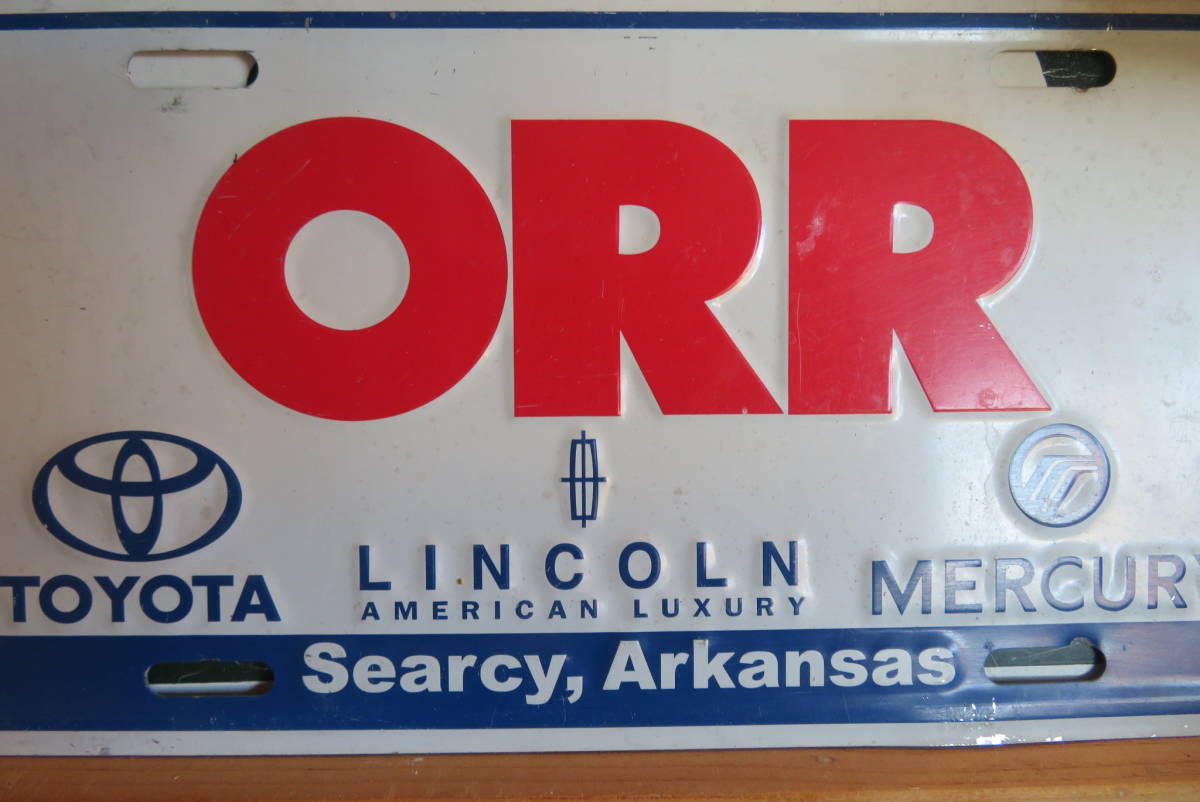 ORR
TOYOTA
LINCOLN
AMERICAN LUXURY
MERCURY
Searcy, Arkansas